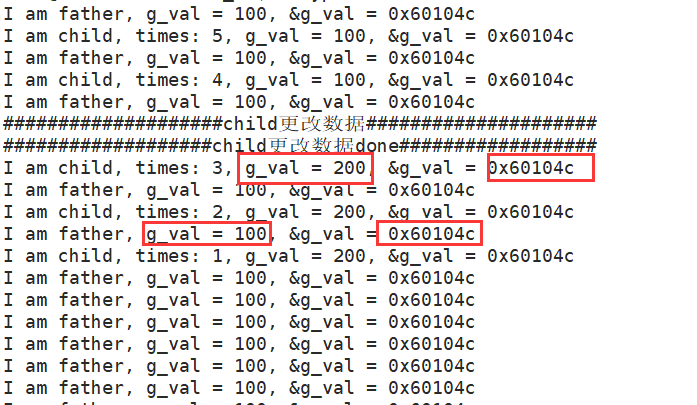 I am father, g_val = 100, &g_val = 0x60104c
I am child, times: 5, g_val = 100, &g_val = 0x60104c
I am father, g_val = 100, &g_val = 0x60104c
I am child, times: 4, g_val = 100, &g_val = 0x60104c
I am father, g_val = 100, &g_val = 0x60104c
####################child更改数据#####################
###################child更改数据done##################
I am child, times: 3, g_val = 200, &g_val = 0x60104c
I am father, g_val = 100, &g_val = 0x60104c
I am child, times: 2, g_val = 200, &g_val = 0x60104c
I am father, g_val = 100, &g_val = 0x60104c
I am child, times: 1, g_val = 200, &g_val = 0x60104c
I am father, g_val = 100, &g_val = 0x60104c
I am father, g_val = 100, &g_val = 0x60104c
I am father, g_val = 100, &g_val = 0x60104c
I am father, g_val = 100, &g_val = 0x60104c
I am father, g_val = 100, &g_val = 0x60104c
I am father, g_val = 100, &g_val = 0x60104c
I am father, g_val = 100, &g_val = 0x60104c